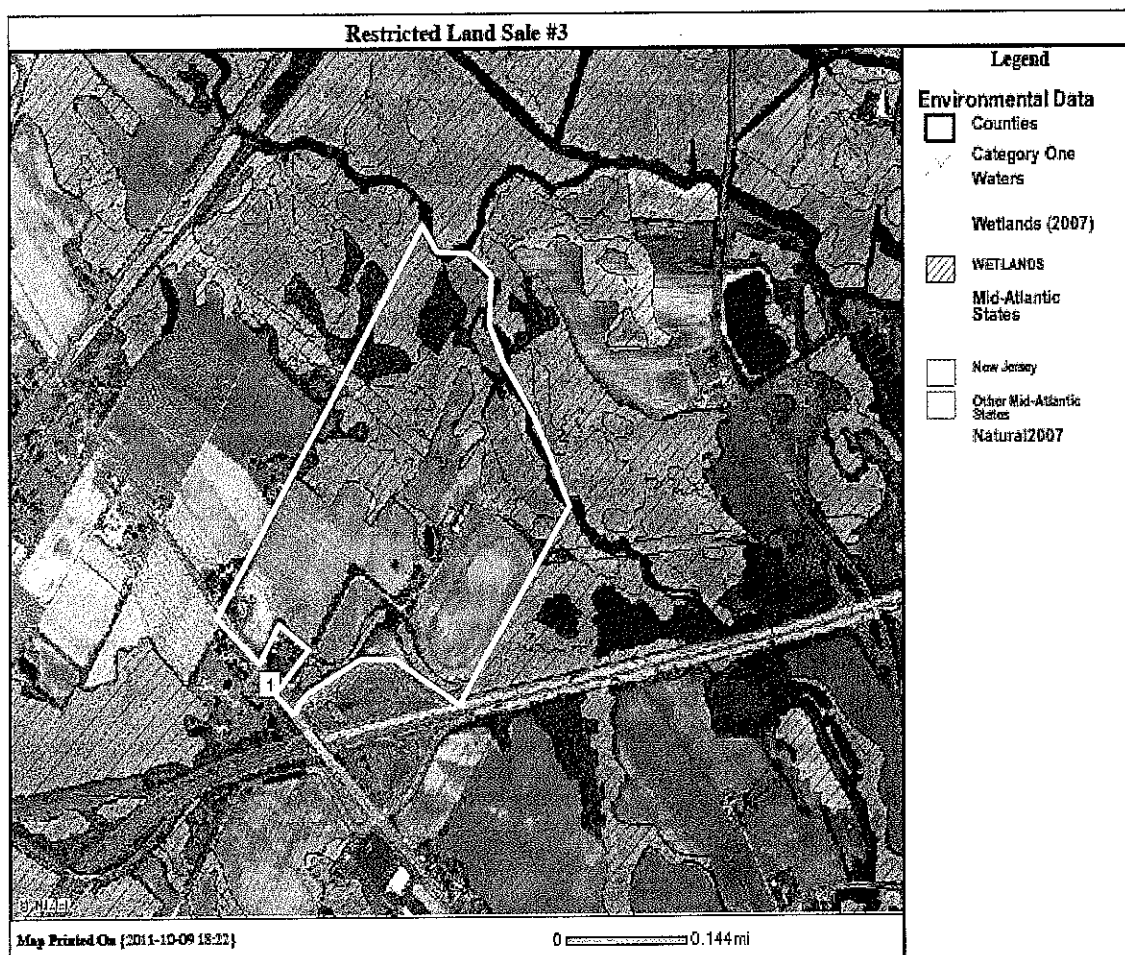 Restricted Land Sale #3
Legend
Environmental Data
Counties
Category One
Waters
Wetlands (2007)
WETLANDS
Mid-Atlantic
States
New Jersey
Other Mid-Atlantic
States
Natural2007
1
Map Printed On {2011-10-09 18:22}
0
0.144mi